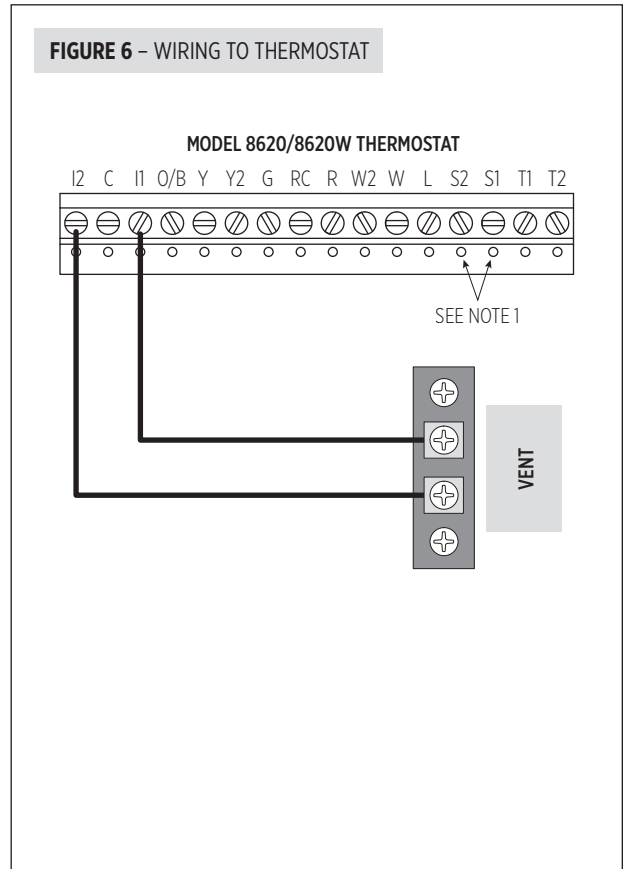 FIGURE 6 – WIRING TO THERMOSTAT
MODEL 8620/8620W THERMOSTAT
I2 C I1 O/B Y Y2 G RC R W2 W L S2 S1 T1 T2
SEE NOTE 1
VENT